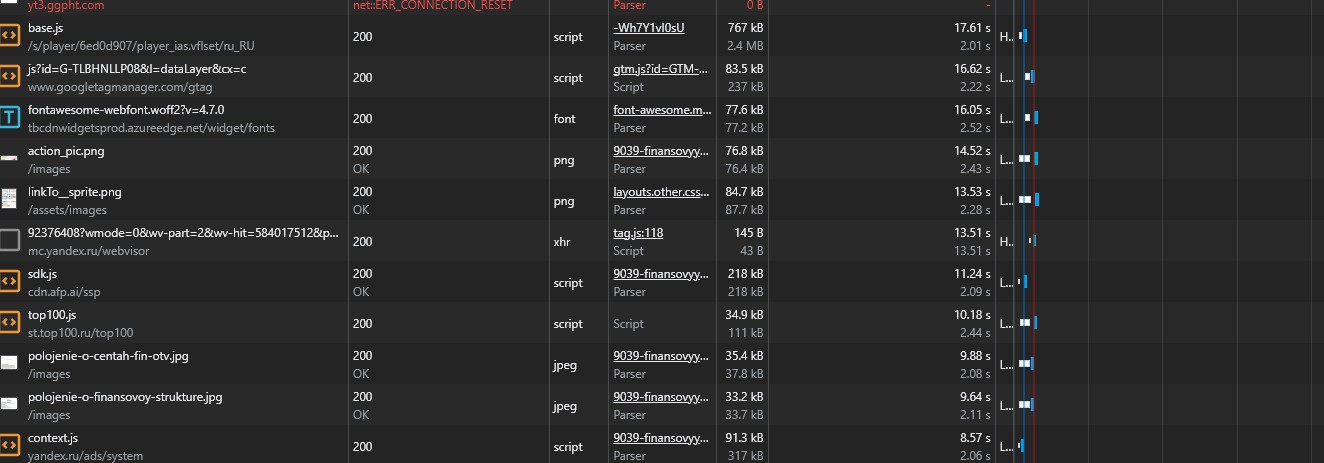 yt3.ggpht.com net::ERR_CONNECTION_RESET Parser 0 B -
base.js 200 script -Wh7Y1vI0sU 767 kB 17.61 s H..
/s/player/6ed0d907/player_ias.vflset/ru_RU Parser 2.4 MB 2.01 s
js?id=G-TLBHNLLP08&l=dataLayer&cx=c 200 script gtm.js?id=GTM-... 83.5 kB 16.62 s L...
www.googletagmanager.com/gtag Script 237 kB 2.22 s
fontawesome-webfont.woff2?v=4.7.0 200 font font-awesome.m... 77.6 kB 16.05 s L...
tbcdnwidgetsprod.azureedge.net/widget/fonts Parser 77.2 kB 2.52 s
action_pic.png 200 png 9039-finansovyy... 76.8 kB 14.52 s L...
/images OK Parser 76.4 kB 2.43 s
linkTo__sprite.png 200 png layouts.other.css... 84.7 kB 13.53 s L...
/assets/images OK Parser 87.7 kB 2.28 s
92376408?wmode=0&wv-part=2&wv-hit=584017512&p... 200 xhr tag.js:118 145 B 13.51 s H..
mc.yandex.ru/webvisor Script 43 B 13.51 s
sdk.js 200 script 9039-finansovyy... 218 kB 11.24 s L...
cdn.afp.ai/ssp OK Parser 218 kB 2.09 s
top100.js 200 script Script 34.9 kB 10.18 s L...
st.top100.ru/top100 111 kB 2.44 s
polojenie-o-centah-fin-otv.jpg 200 jpeg 9039-finansovyy... 35.4 kB 9.88 s L...
/images OK Parser 37.8 kB 2.08 s
polojenie-o-finansovoy-strukture.jpg 200 jpeg 9039-finansovyy... 33.2 kB 9.64 s L...
/images OK Parser 33.7 kB 2.11 s
context.js 200 script 9039-finansovyy... 91.3 kB 8.57 s L...
yandex.ru/ads/system Parser 317 kB 2.06 s